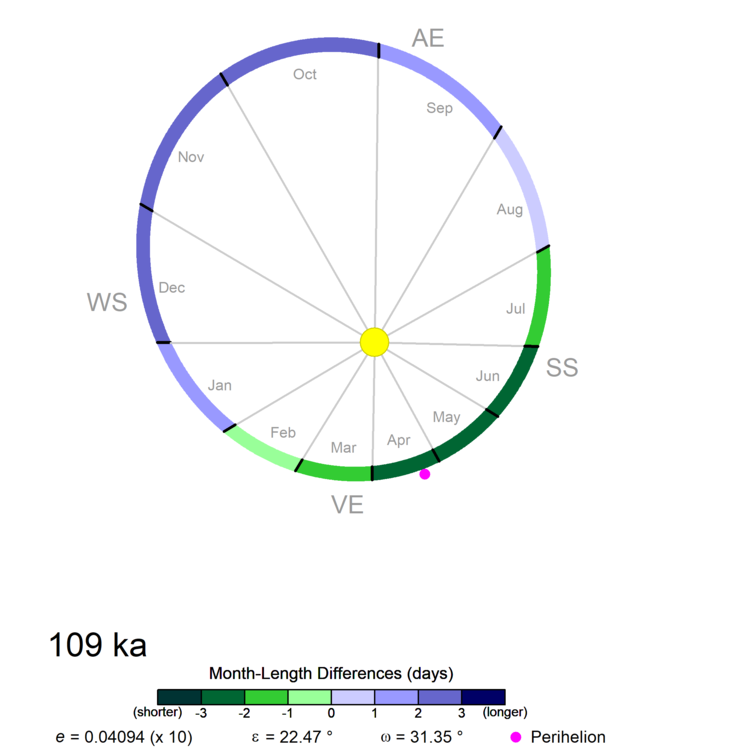 AE
Oct
Sep
Nov
Aug
Dec
WS
Jul
SS
Jun
Jan
May
Feb
Mar
Apr
VE
109 ka
Month-Length Differences (days)
(shorter) -3 -2 -1 0 1 2 3 (longer)
e = 0.04094 (x 10) ε = 22.47 ° ω = 31.35 ° Perihelion